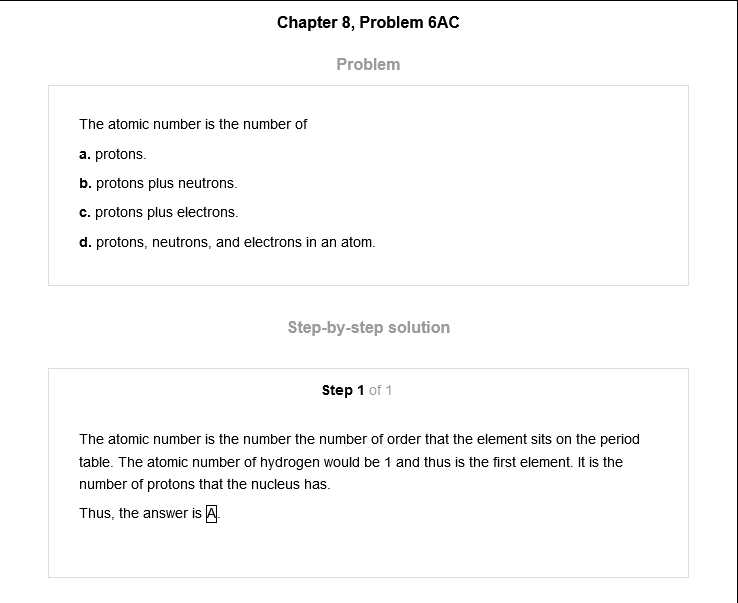 Chapter 8, Problem 6AC
Problem
The atomic number is the number of
a. protons.
b. protons plus neutrons.
c. protons plus electrons.
d. protons, neutrons, and electrons in an atom.
Step-by-step solution
Step 1 of 1
The atomic number is the number the number of order that the element sits on the period
table. The atomic number of hydrogen would be 1 and thus is the first element. It is the
number of protons that the nucleus has.
Thus, the answer is A.